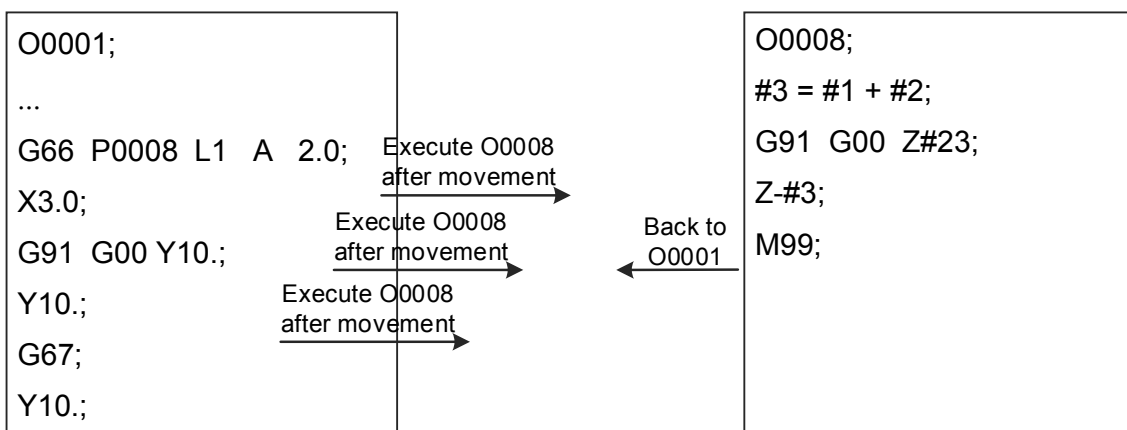 O0001;
...
G66 P0008 L1 A 2.0;
X3.0;
G91 G00 Y10.;
Y10.;
G67;
Y10.;
Execute O0008
after movement
Execute O0008
after movement
Execute O0008
after movement
Back to
O0001
O0008;
#3 = #1 + #2;
G91 G00 Z#23;
Z-#3;
M99;